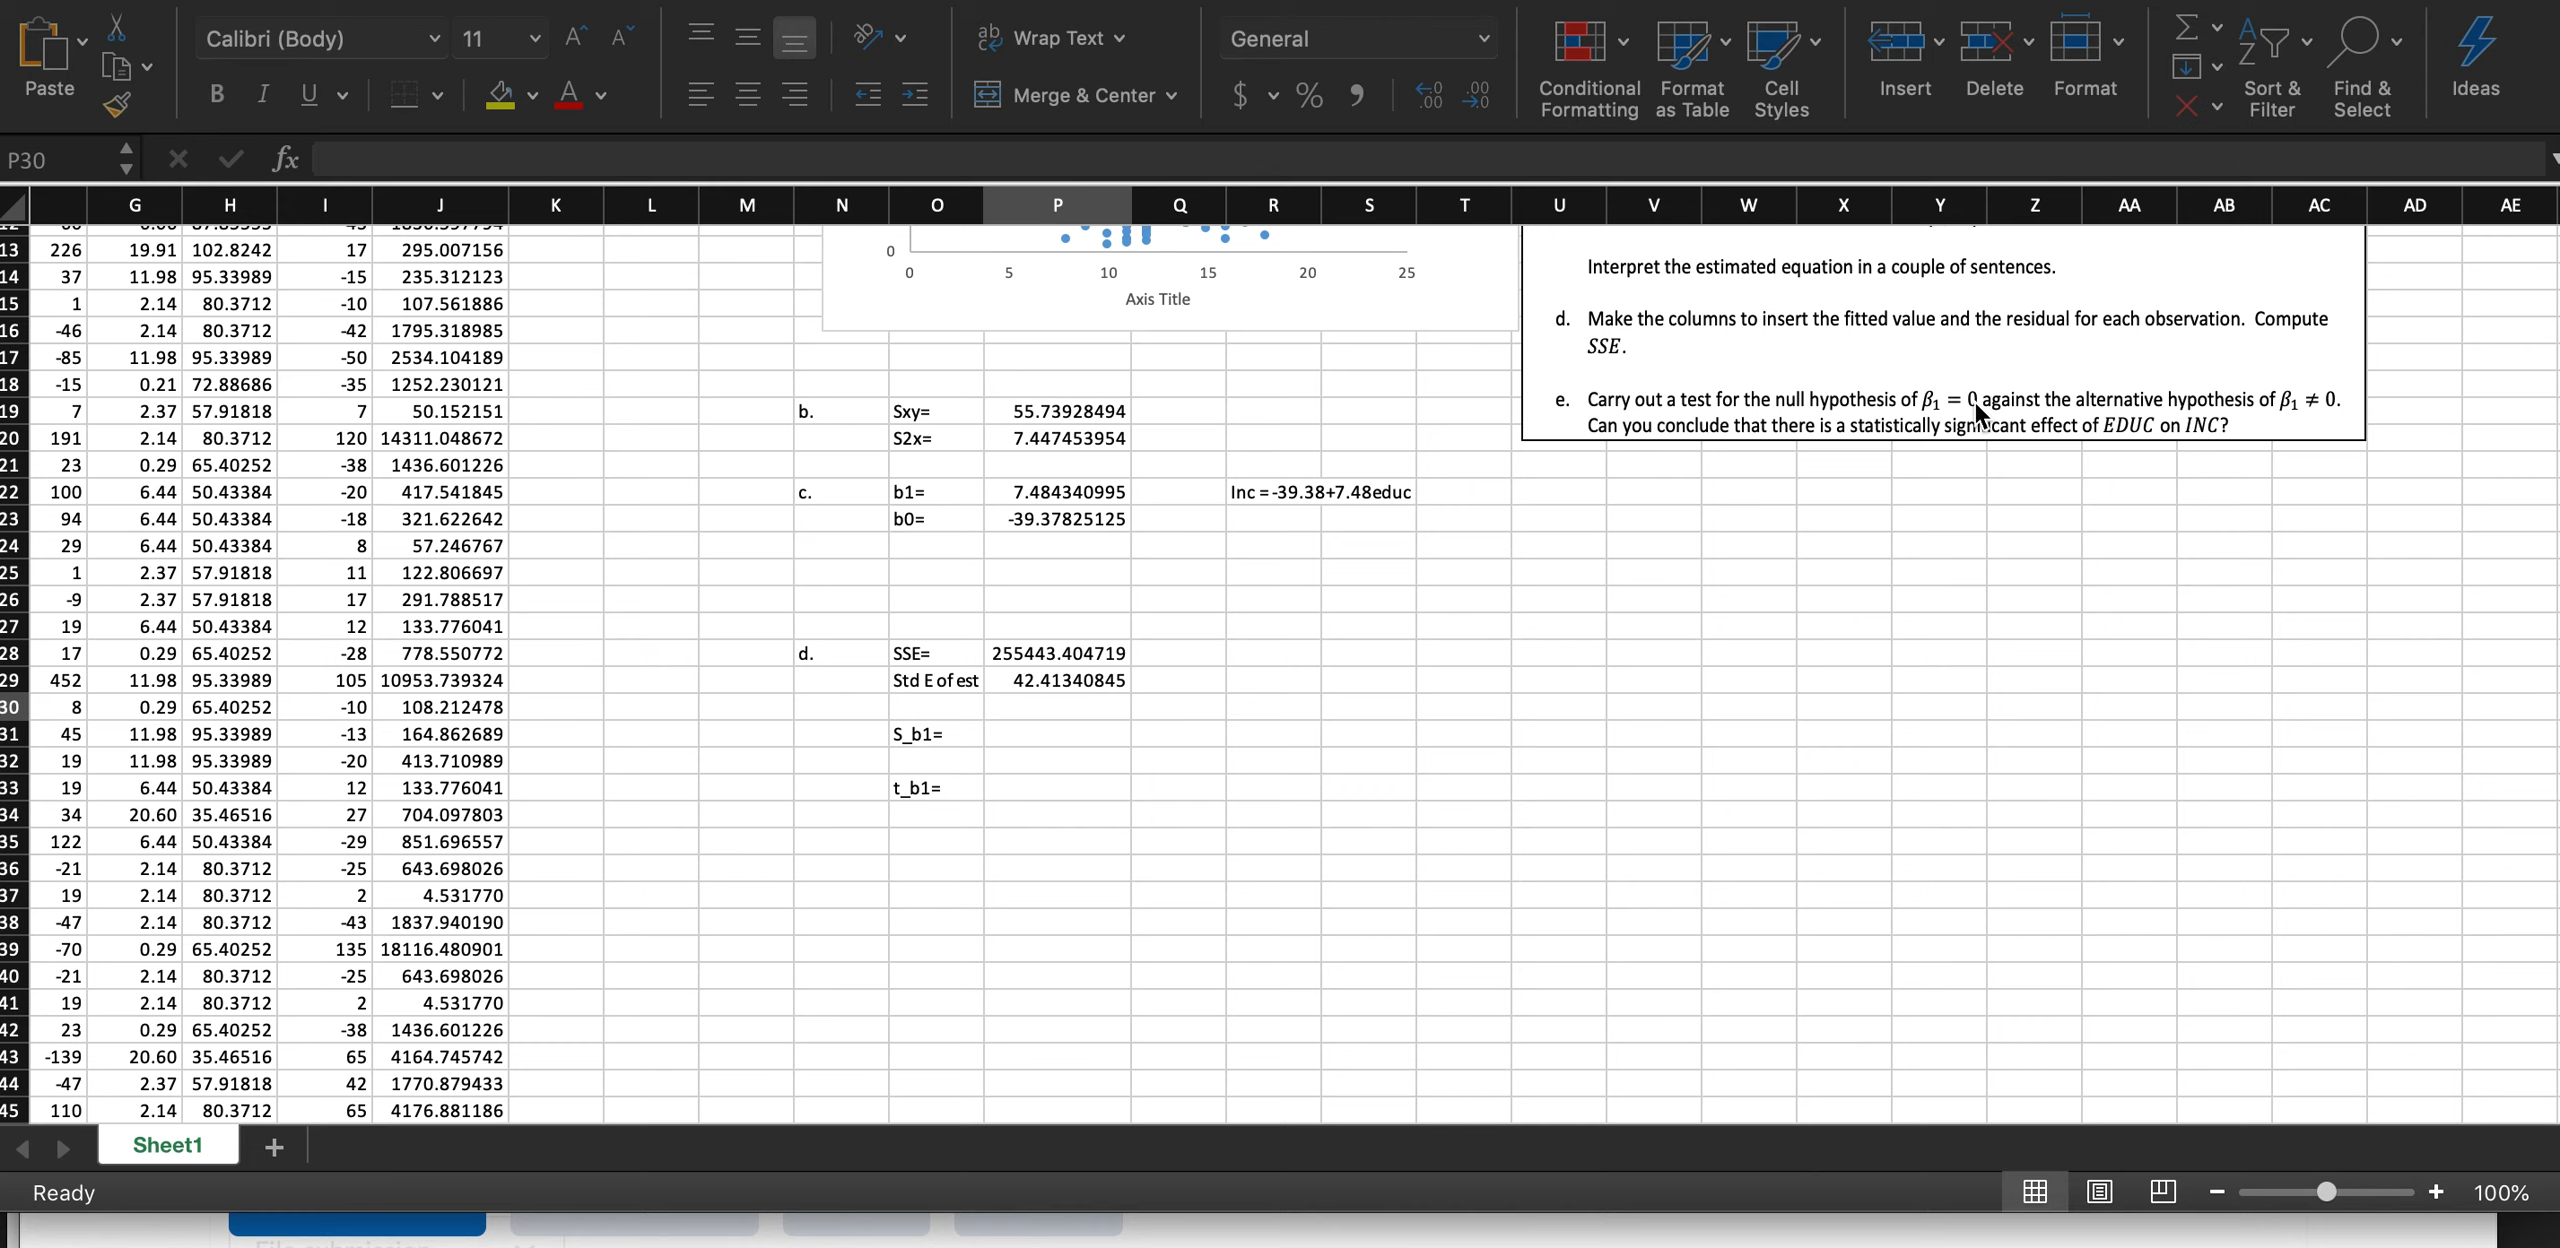 Calibri (Body) 11 Wrap Text General
Paste B I U Merge & Center $ % Conditional Formatting Format as Table Cell Styles Insert Delete Format Sort & Filter Find & Select Ideas
P30 fx
G H I J K L M N O P Q R S T U V W X Y Z AA AB AC AD AE
13 226 19.91 102.8242 17 295.007156 0
14 37 11.98 95.33989 -15 235.312123 0 5 10 15 20 25 Interpret the estimated equation in a couple of sentences.
15 1 2.14 80.3712 -10 107.561886 Axis Title
16 -46 2.14 80.3712 -42 1795.318985 d. Make the columns to insert the fitted value and the residual for each observation. Compute
17 -85 11.98 95.33989 -50 2534.104189 SSE.
18 -15 0.21 72.88686 -35 1252.230121
19 7 2.37 57.91818 7 50.152151 b. Sxy= 55.73928494 e. Carry out a test for the null hypothesis of β₁ = 0 against the alternative hypothesis of β₁ ≠ 0.
20 191 2.14 80.3712 120 14311.048672 S2x= 7.447453954 Can you conclude that there is a statistically significant effect of EDUC on INC?
21 23 0.29 65.40252 -38 1436.601226
22 100 6.44 50.43384 -20 417.541845 c. b1= 7.484340995 Inc =-39.38+7.48educ
23 94 6.44 50.43384 -18 321.622642 b0= -39.37825125
24 29 6.44 50.43384 8 57.246767
25 1 2.37 57.91818 11 122.806697
26 -9 2.37 57.91818 17 291.788517
27 19 6.44 50.43384 12 133.776041
28 17 0.29 65.40252 -28 778.550772 d. SSE= 255443.404719
29 452 11.98 95.33989 105 10953.739324 Std E of est 42.41340845
30 8 0.29 65.40252 -10 108.212478
31 45 11.98 95.33989 -13 164.862689 S_b1=
32 19 11.98 95.33989 -20 413.710989
33 19 6.44 50.43384 12 133.776041 t_b1=
34 34 20.60 35.46516 27 704.097803
35 122 6.44 50.43384 -29 851.696557
36 -21 2.14 80.3712 -25 643.698026
37 19 2.14 80.3712 2 4.531770
38 -47 2.14 80.3712 -43 1837.940190
39 -70 0.29 65.40252 135 18116.480901
40 -21 2.14 80.3712 -25 643.698026
41 19 2.14 80.3712 2 4.531770
42 23 0.29 65.40252 -38 1436.601226
43 -139 20.60 35.46516 65 4164.745742
44 -47 2.37 57.91818 42 1770.879433
45 110 2.14 80.3712 65 4176.881186
Sheet1 +
Ready 100%